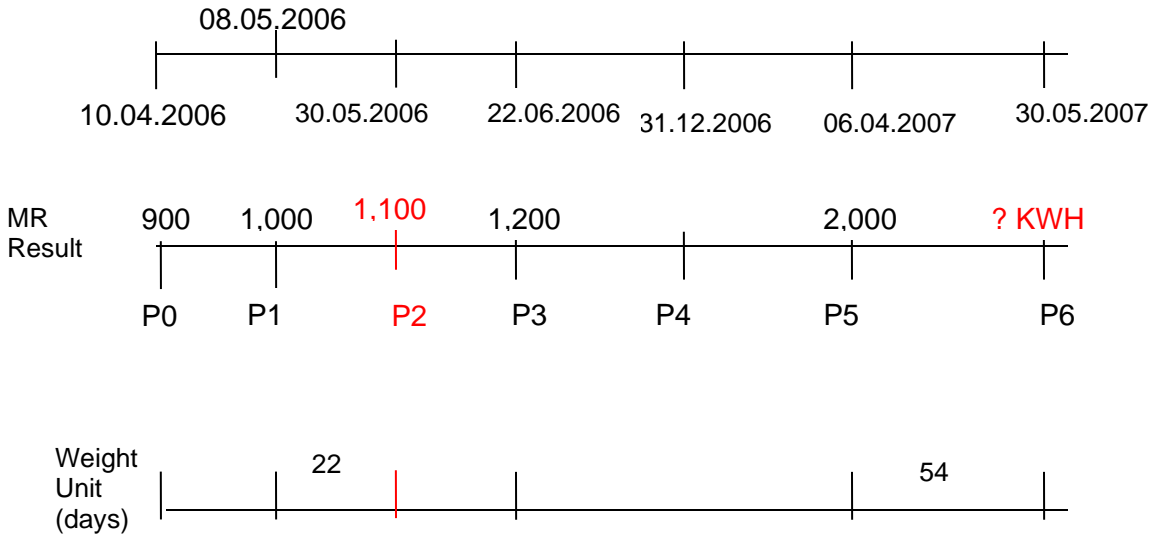 08.05.2006
10.04.2006 30.05.2006 22.06.2006 31.12.2006 06.04.2007 30.05.2007
MR Result 900 1,000 1,100 1,200 2,000 ? KWH
P0 P1 P2 P3 P4 P5 P6
Weight
Unit
(days)
22 54